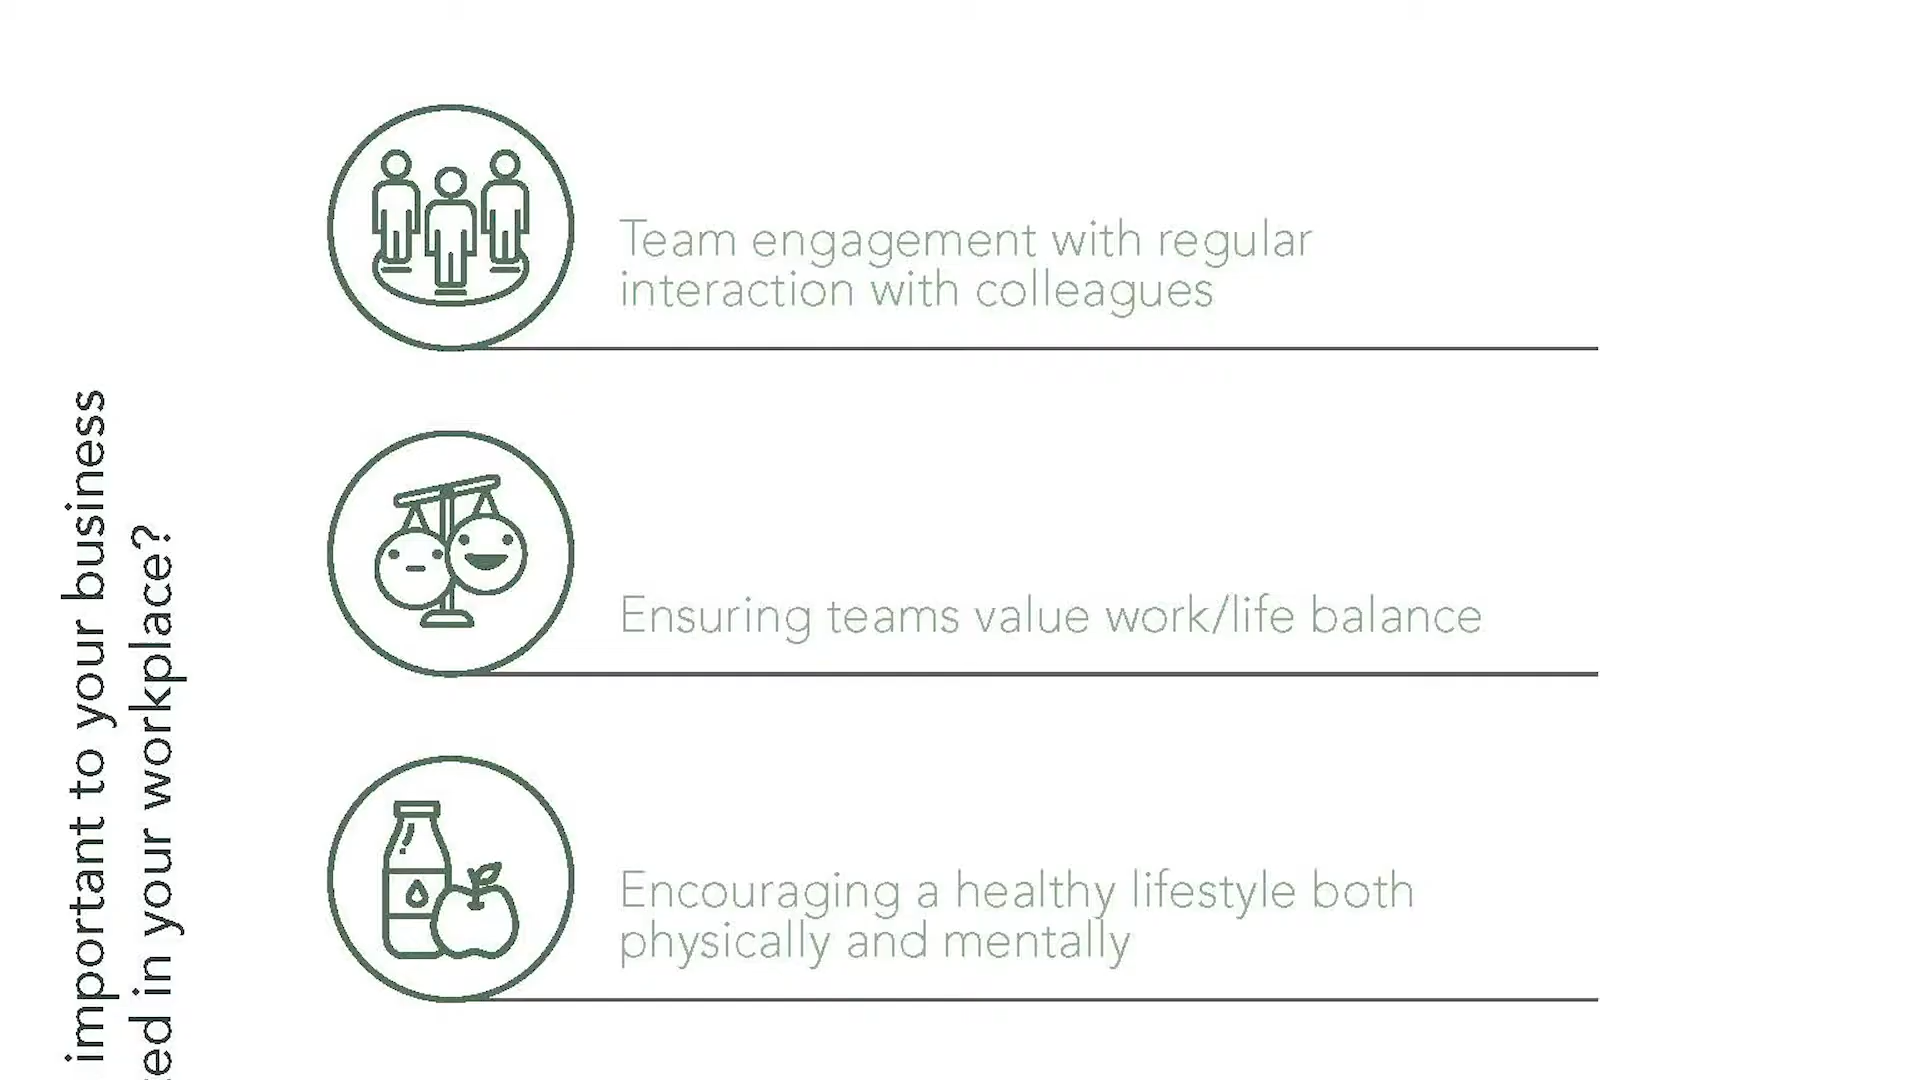 important to your business
in your workplace?
Team engagement with regular
interaction with colleagues
Ensuring teams value work/life balance
Encouraging a healthy lifestyle both
physically and mentally